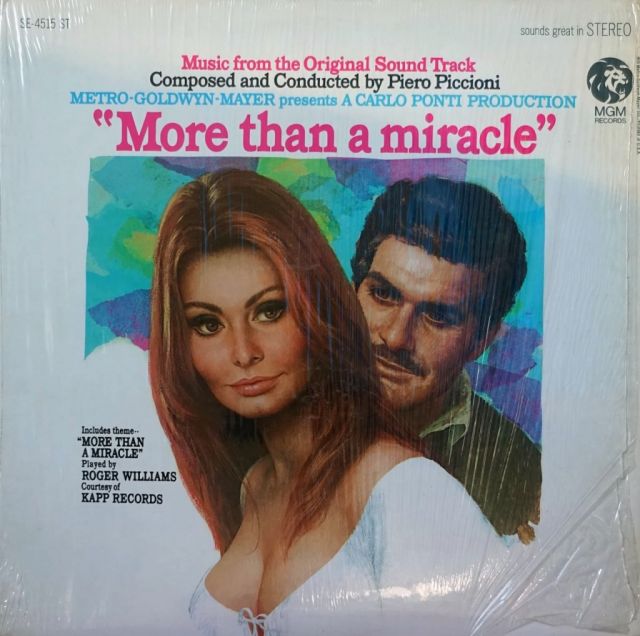 SE-4515 ST
sounds great in STEREO
Music from the Original Sound Track
Composed and Conducted by Piero Piccioni
METRO-GOLDWYN-MAYER presents A CARLO PONTI PRODUCTION
“More than a miracle”
MGM
RECORDS
Includes theme--
“MORE THAN
A MIRACLE”
Played by
ROGER WILLIAMS
Courtesy of
KAPP RECORDS